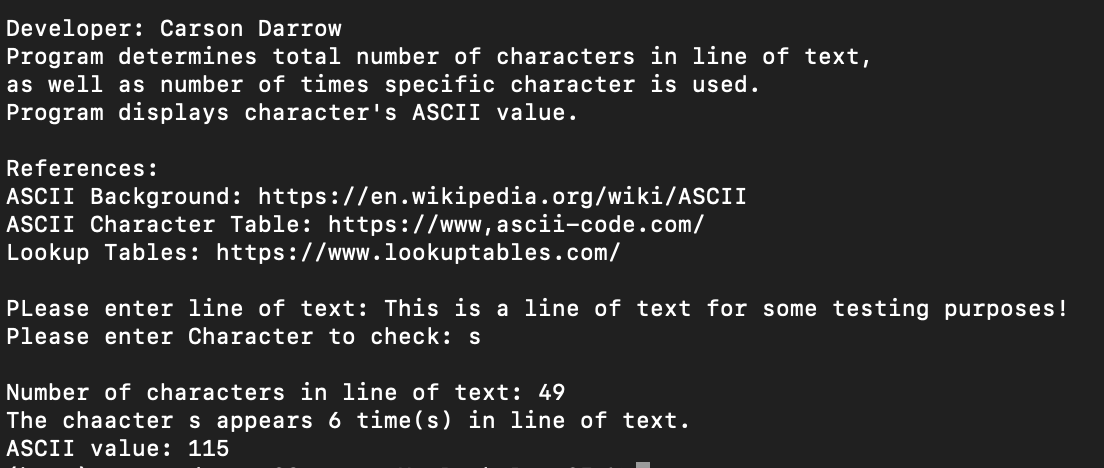 Developer: Carson Darrow
Program determines total number of characters in line of text,
as well as number of times specific character is used.
Program displays character's ASCII value.
References:
ASCII Background: https://en.wikipedia.org/wiki/ASCII
ASCII Character Table: https://www,ascii-code.com/
Lookup Tables: https://www.lookuptables.com/
PLease enter line of text: This is a line of text for some testing purposes!
Please enter Character to check: s
Number of characters in line of text: 49
The chaacter s appears 6 time(s) in line of text.
ASCII value: 115